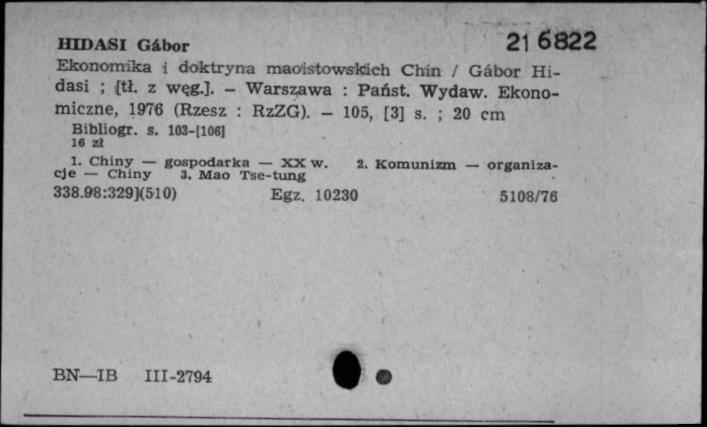 HIDASI Gábor
21 6822
Ekonomika i doktryna maoistowskich Chin / Gábor Hi-
dasi ; [tł. z węg.]. — Warszawa : Państ. Wydaw. Ekono-
miczne, 1976 (Rzesz : RzZG). — 105, [3] s. ; 20 cm
Bibliogr. s. 103-[106]
16 zł
1. Chiny — gospodarka — XX w. 2. Komunizm — organiza-
cje — Chiny 3. Mao Tse-tung
338.98:329](510) Egz. 10230 5108/76
BN—IB III-2794